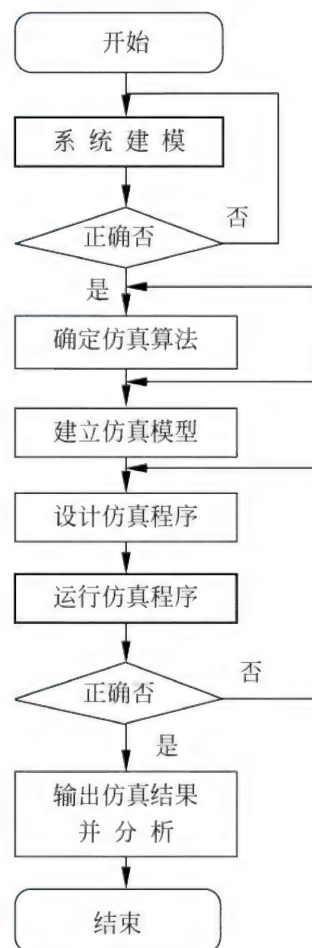 开始
系 统 建 模
正确否
否
是
确定仿真算法
建立仿真模型
设计仿真程序
运行仿真程序
正确否
否
是
输出仿真结果
并 分 析
结束